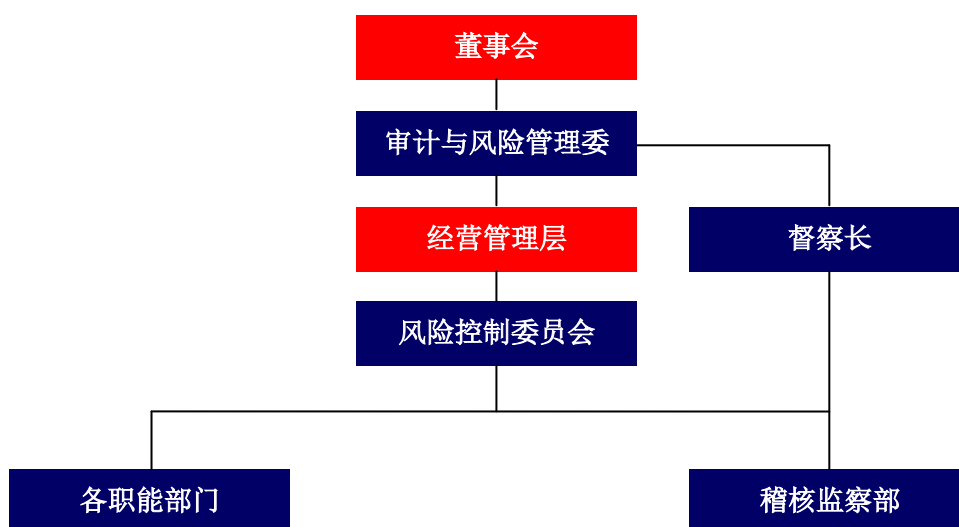 董事会
审计与风险管理委
经营管理层
督察长
风险控制委员会
各职能部门
稽核监察部